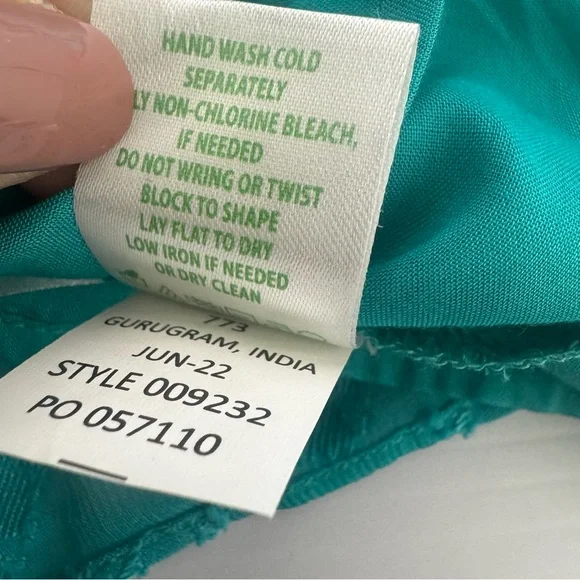 HAND WASH COLD
SEPARATELY
LY NON-CHLORINE BLEACH,
IF NEEDED
DO NOT WRING OR TWIST
BLOCK TO SHAPE
LAY FLAT TO DRY
LOW IRON IF NEEDED
OR DRY CLEAN
773
GURUGRAM, INDIA
JUN-22
STYLE 009232
PO 057110